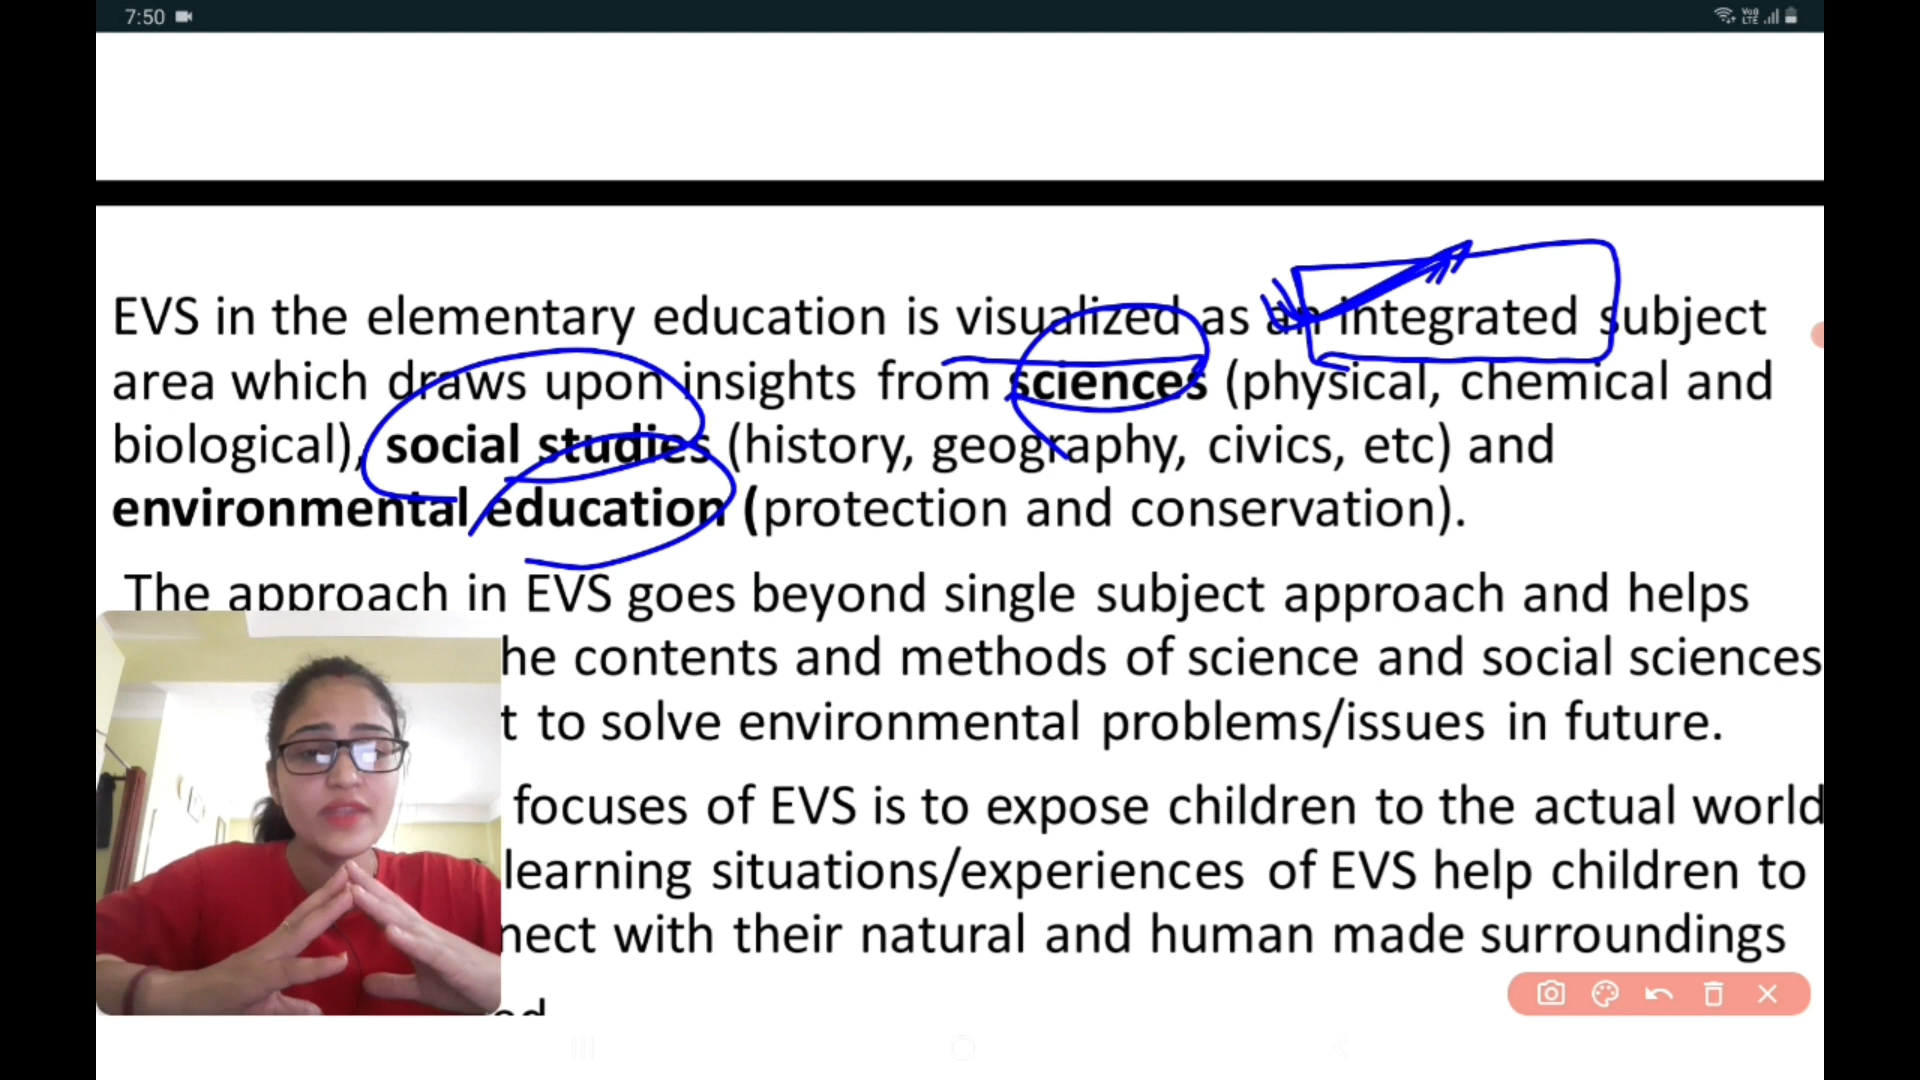 7:50
EVS in the elementary education is visualized as an integrated subject
area which draws upon insights from sciences (physical, chemical and
biological), social studies (history, geography, civics, etc) and
environmental education (protection and conservation).
The approach in EVS goes beyond single subject approach and helps
he contents and methods of science and social sciences
t to solve environmental problems/issues in future.
focuses of EVS is to expose children to the actual world
learning situations/experiences of EVS help children to
nect with their natural and human made surroundings